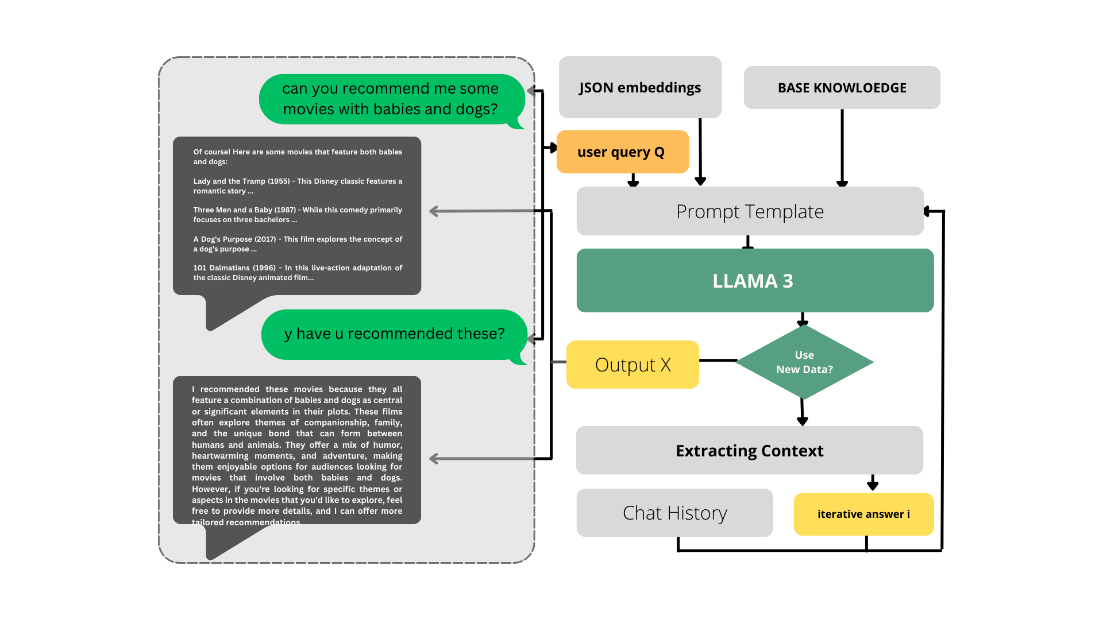 can you recommend me some
movies with babies and dogs?
Of course! Here are some movies that feature both babies
and dogs:
Lady and the Tramp (1955) - This Disney classic features a
romantic story ...
Three Men and a Baby (1987) - While this comedy primarily
focuses on three bachelors ...
A Dog's Purpose (2017) - This film explores the concept of
a dog's purpose ...
101 Dalmatians (1996) - In this live-action adaptation of
the classic Disney animated film...
y have u recommended these?
I recommended these movies because they all
feature a combination of babies and dogs as central
or significant elements in their plots. These films
often explore themes of companionship, family,
and the unique bond that can form between
humans and animals. They offer a mix of humor,
heartwarming moments, and adventure, making
them enjoyable options for audiences looking for
movies that involve both babies and dogs.
However, if you're looking for specific themes or
aspects in the movies that you'd like to explore, feel
free to provide more details, and I can offer more
tailored recommendations.
JSON embeddings
BASE KNOWLOEDGE
user query Q
Prompt Template
LLAMA 3
Use
New Data?
Output X
Extracting Context
Chat History
iterative answer i